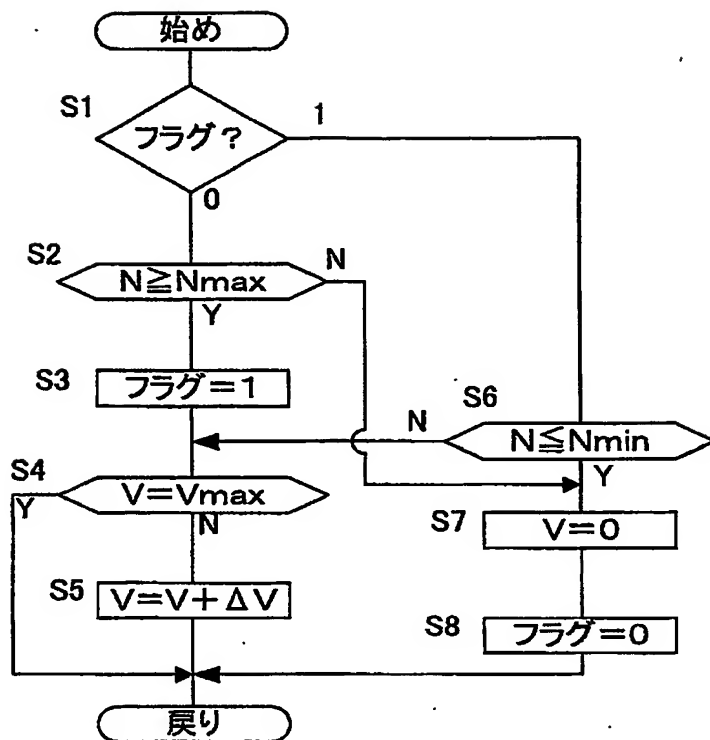 始め
S1
フラグ?
1
0
S2
N≧Nmax
N
Y
S3
フラグ=1
S6
N
N≦Nmin
Y
S4
Y
V=Vmax
N
S7
V=0
S5
V=V+ΔV
S8
フラグ=0
戻り